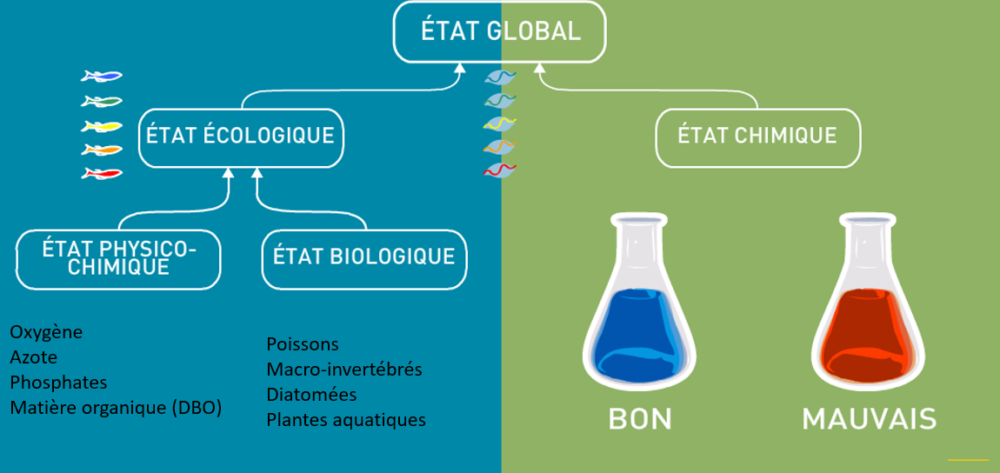 ÉTAT GLOBAL
ÉTAT ÉCOLOGIQUE
ÉTAT CHIMIQUE
ÉTAT PHYSICO-
CHIMIQUE
ÉTAT BIOLOGIQUE
Oxygène
Azote
Phosphates
Matière organique (DBO)
Poissons
Macro-invertébrés
Diatomées
Plantes aquatiques
BON
MAUVAIS